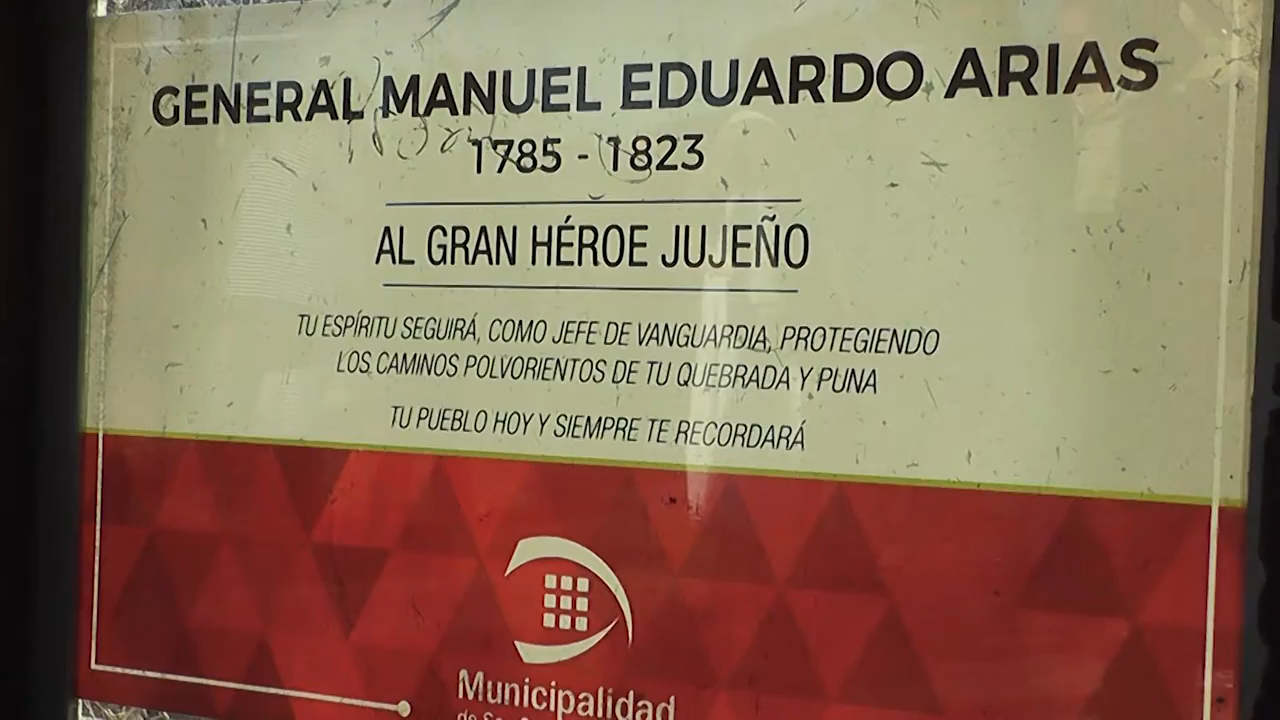 GENERAL MANUEL EDUARDO ARIAS
1785 - 1823
AL GRAN HÉROE JUJEÑO
TU ESPÍRITU SEGUIRÁ, COMO JEFE DE VANGUARDIA, PROTEGIENDO
LOS CAMINOS POLVORIENTOS DE TU QUEBRADA Y PUNA
TU PUEBLO HOY Y SIEMPRE TE RECORDARÁ
Municipalidad